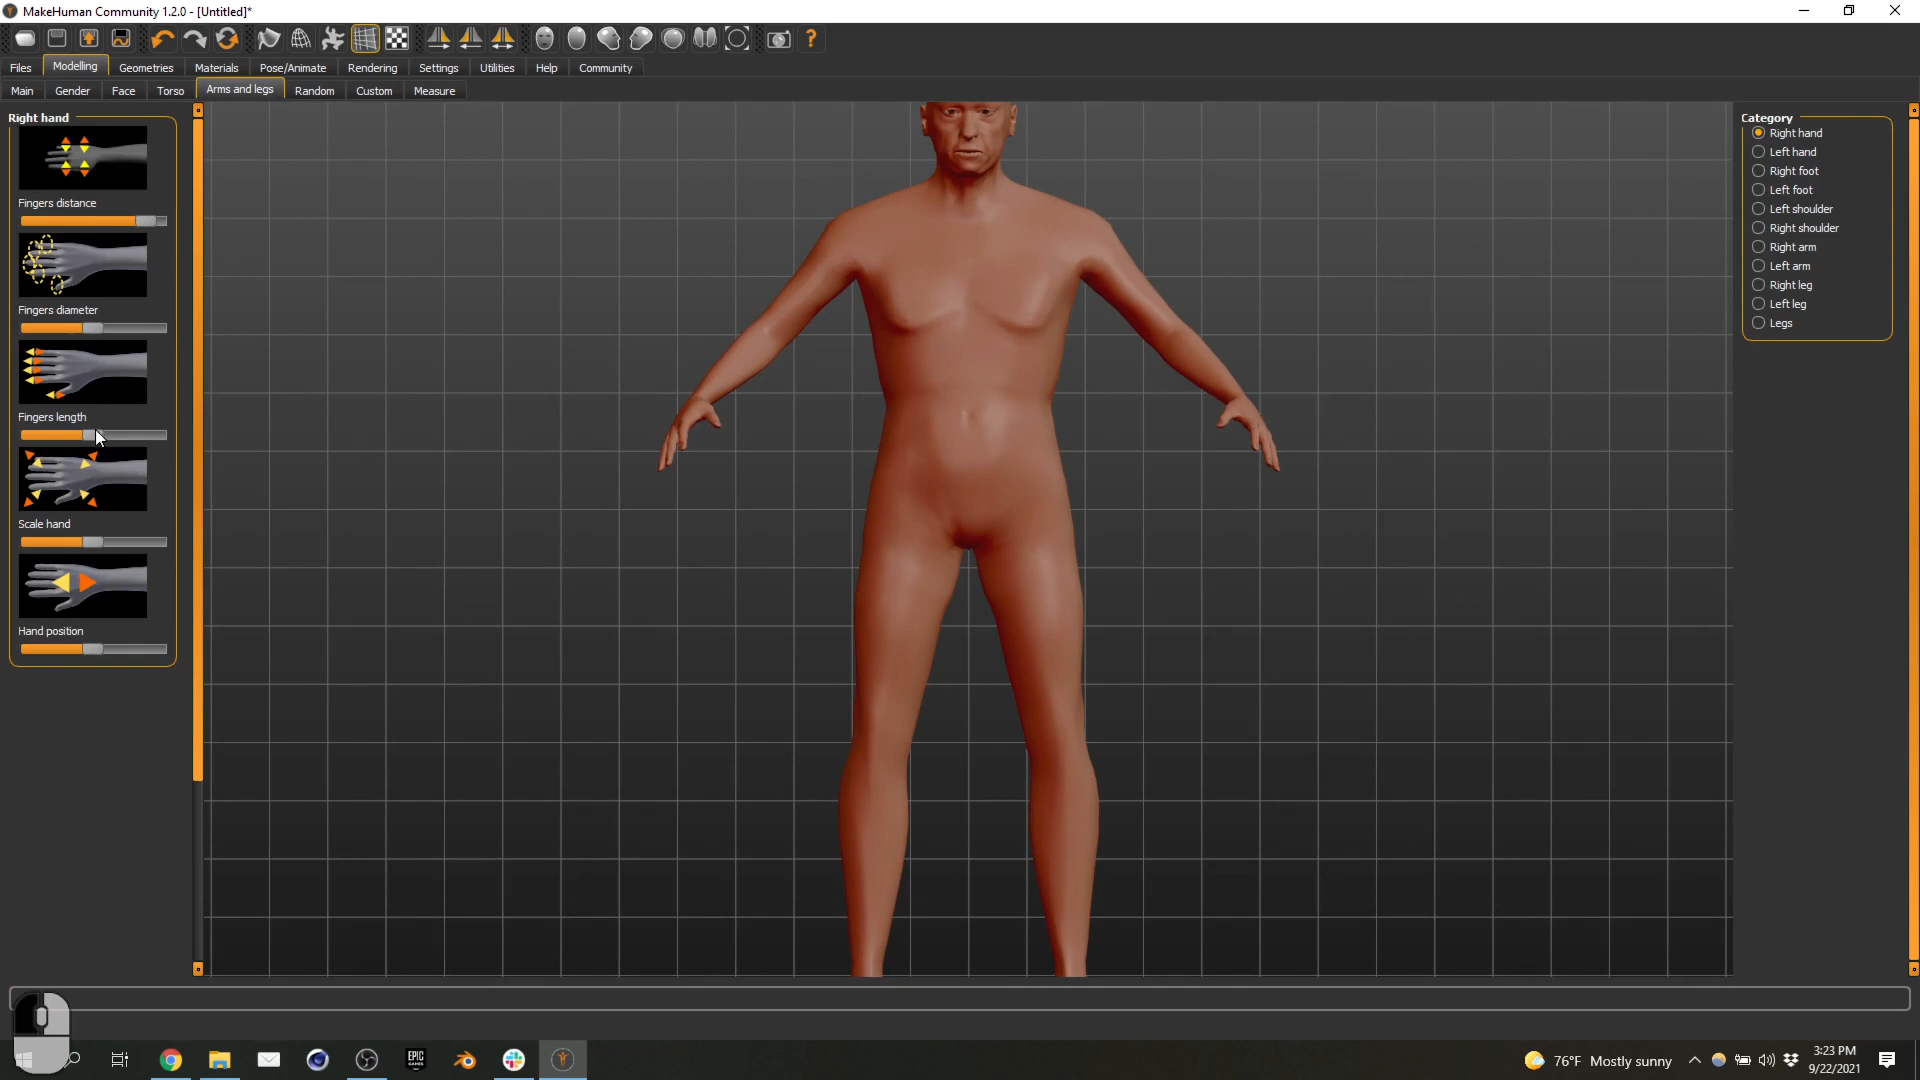 MakeHuman Community 1.2.0 - [Untitled]*
Files Modelling Geometries Materials Pose/Animate Rendering Settings Utilities Help Community
Main Gender Face Torso Arms and legs Random Custom Measure
Right hand
Fingers distance
Fingers diameter
Fingers length
Scale hand
Hand position
Category
Right hand
Left hand
Right foot
Left foot
Left shoulder
Right shoulder
Right arm
Left arm
Right leg
Left leg
Legs
EPIC
GAMES
76°F Mostly sunny
3:23 PM
9/22/2021